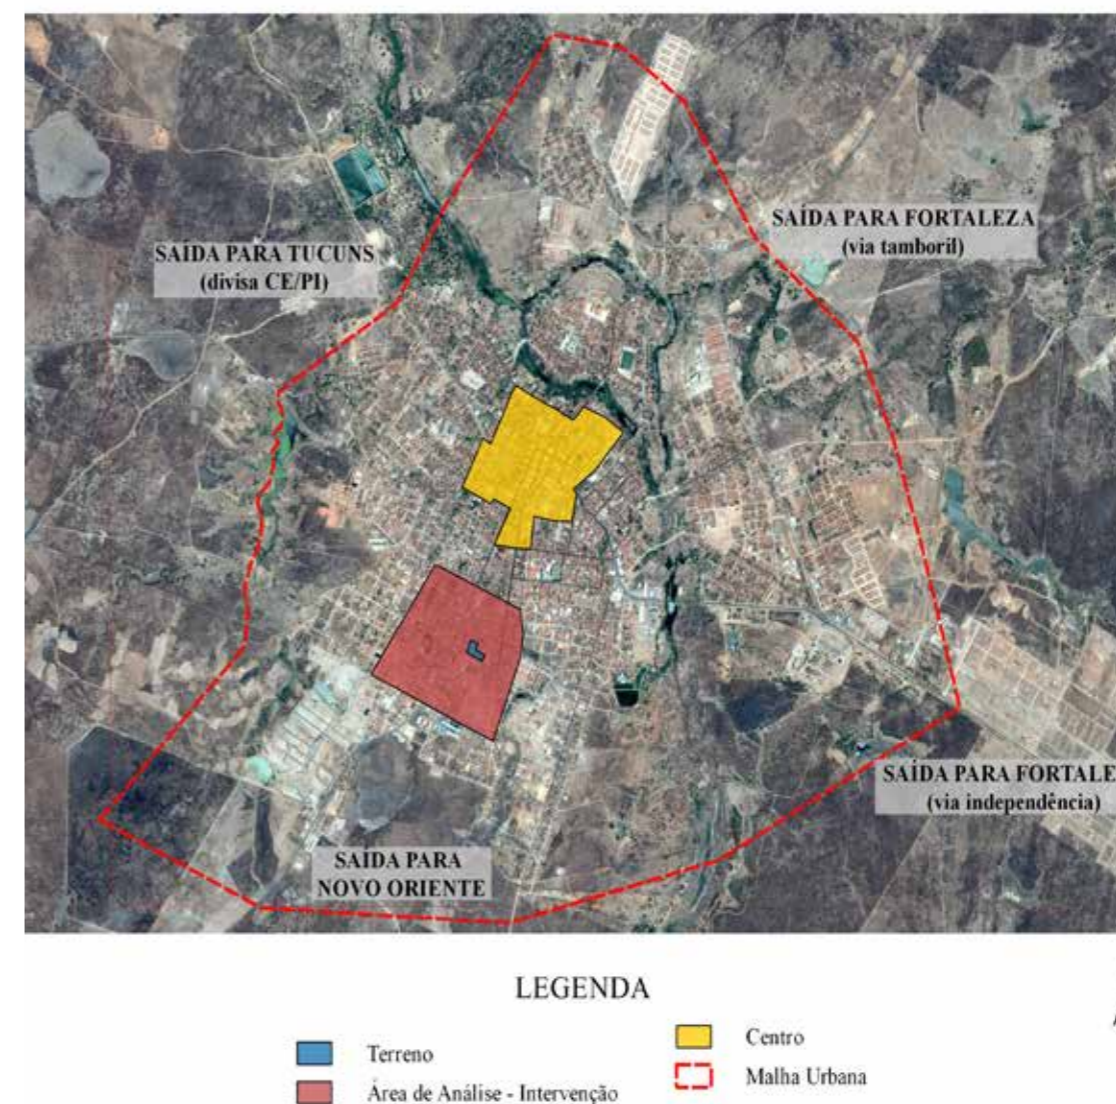 SAÍDA PARA FORTALEZA
(via tamboril)
SAÍDA PARA TUCUNS
(divisa CE/PI)
SAÍDA PARA FORTALE
(via independência)
SAÍDA PARA
NOVO ORIENTE
LEGENDA
Terreno
Centro
Área de Análise - Intervenção
Malha Urbana